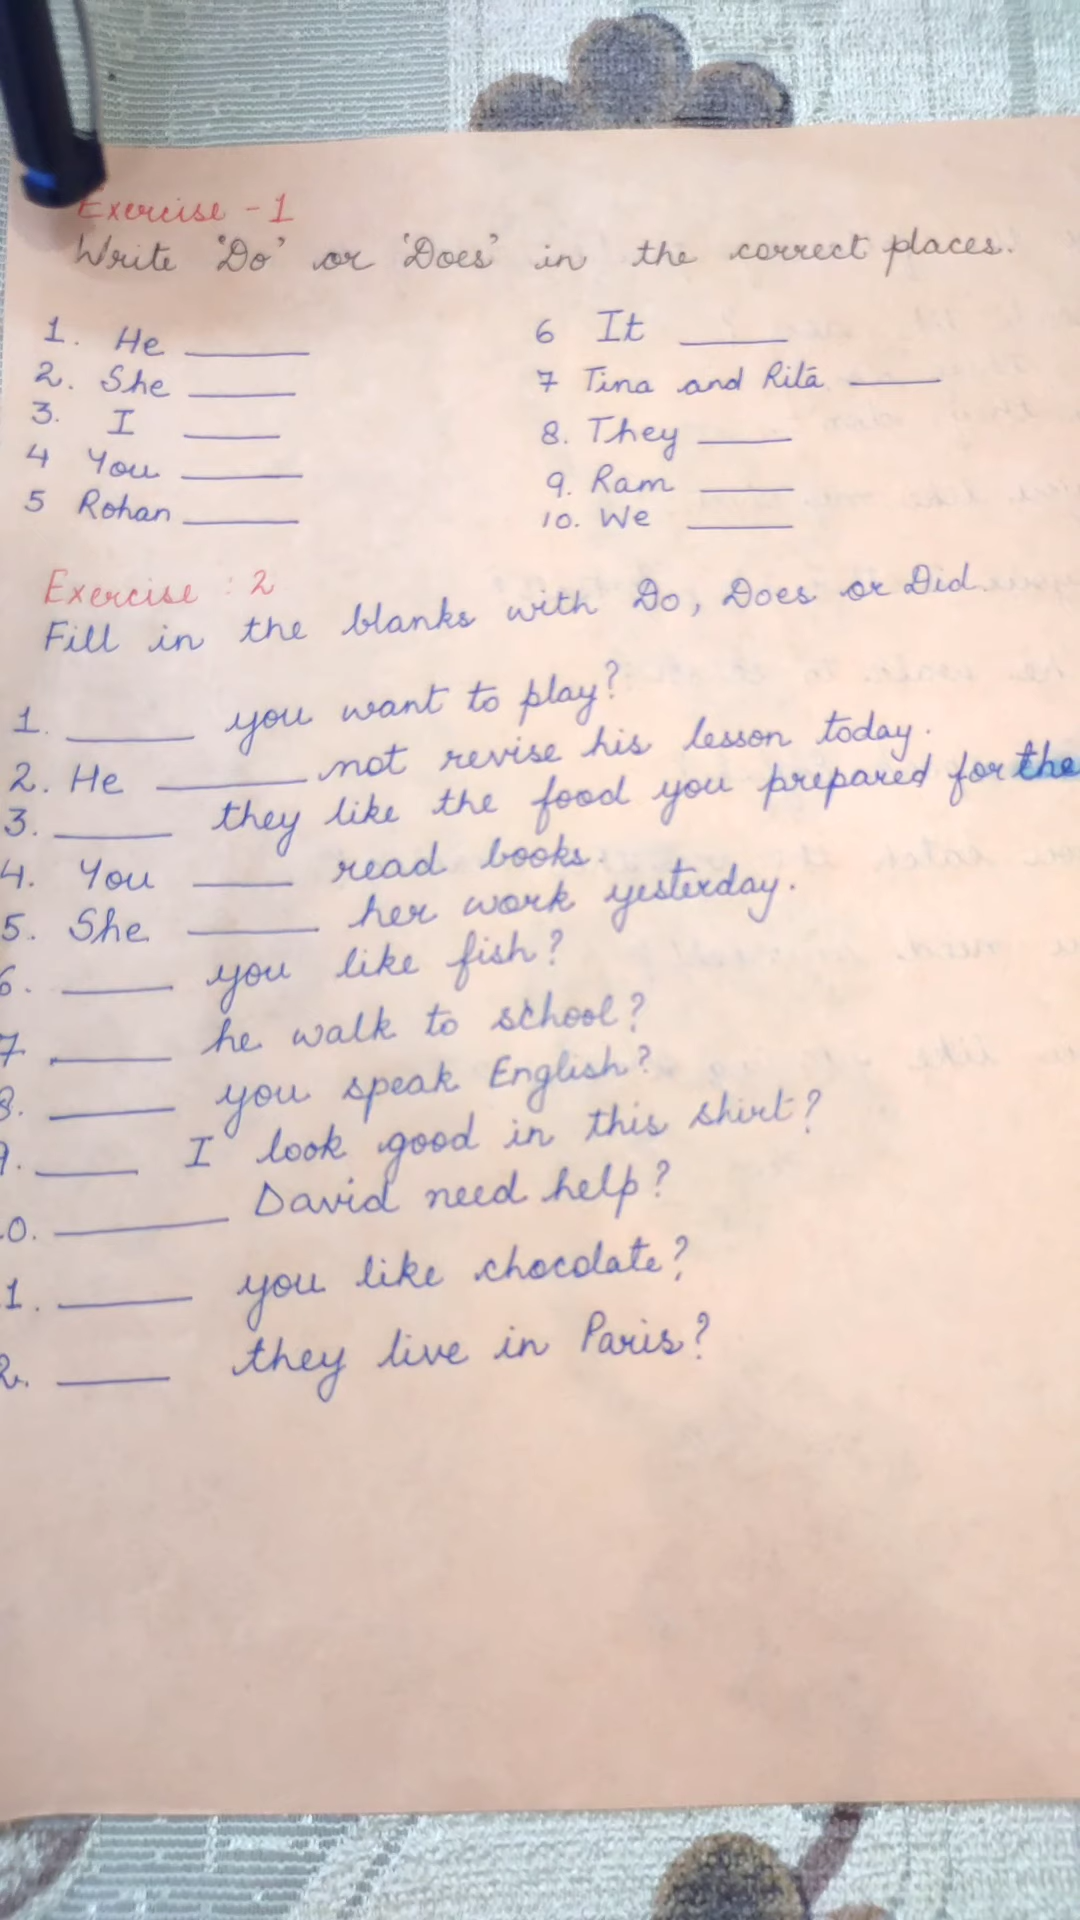 Exercise - 1
Write 'Do' or 'Does' in the correct places.
1. He ______
2. She ______
3. I ______
4 You ______
5 Rohan ______
6 It ______
7 Tina and Rita ______
8. They ______
9. Ram ______
10. We ______
Exercise : 2
Fill in the blanks with Do, Does or Did.
1. ______ you want to play?
2. He ______ not revise his lesson today.
3. ______ they like the food you prepared for the
4. You ______ read books.
5. She ______ her work yesterday.
6. ______ you like fish?
7. ______ he walk to school?
8. ______ you speak English?
9. ______ I look good in this shirt?
0. ______ David need help?
1. ______ you like chocolate?
2. ______ they live in Paris?